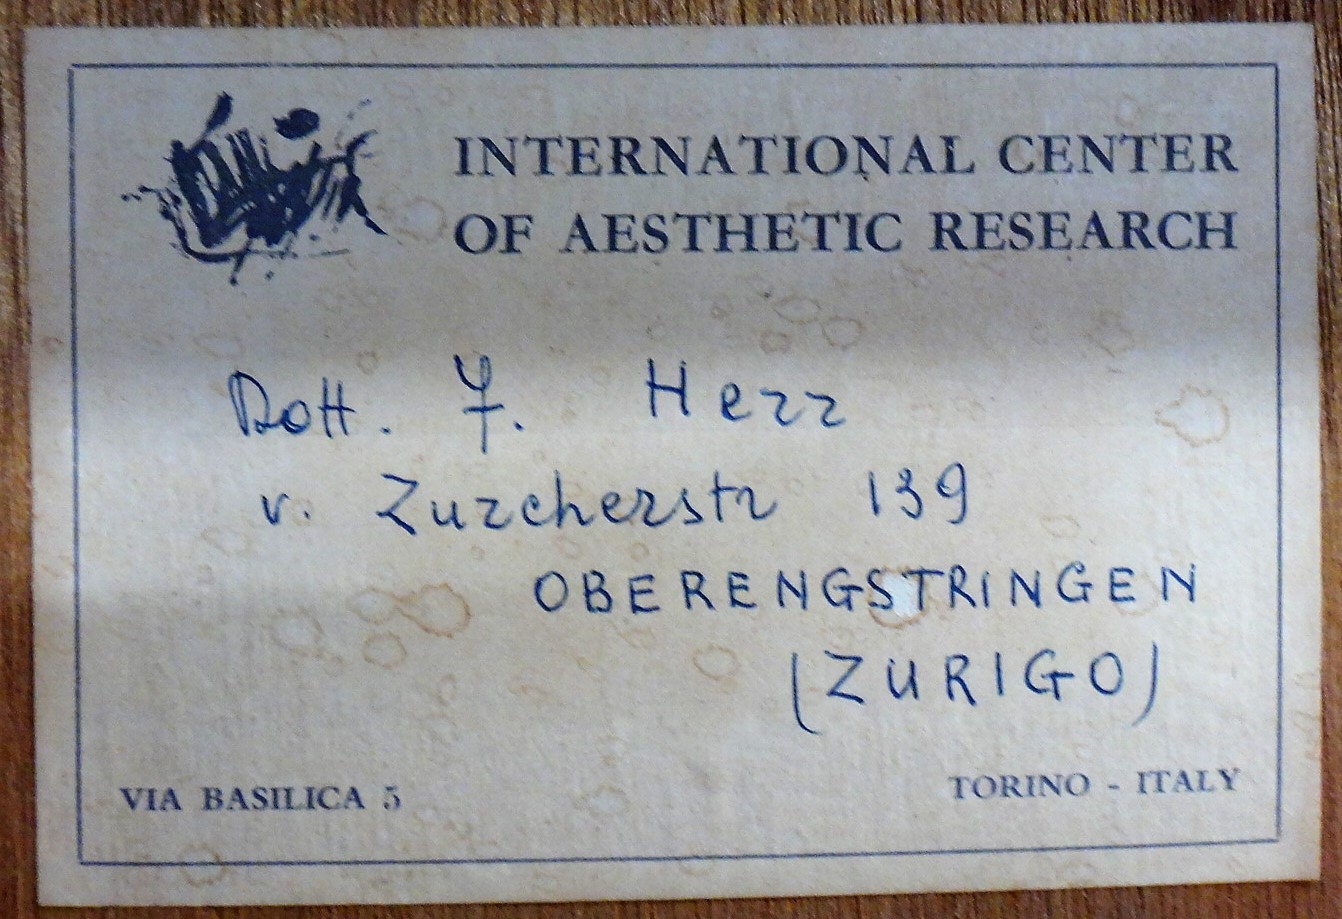 INTERNATIONAL CENTER
OF AESTHETIC RESEARCH
Dott. Y. Herr
v. Zurcherstr 139
OBERENGSTRINGEN
(ZURIGO)
VIA BASILICA 5
TORINO - ITALY